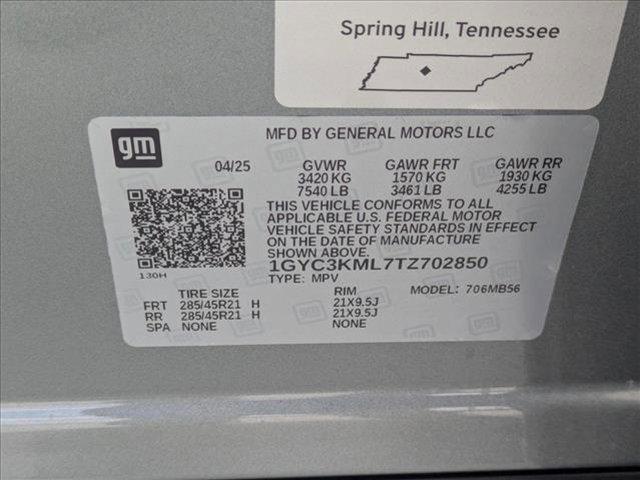 Spring Hill, Tennessee
gm
MFD BY GENERAL MOTORS LLC
04/25 GVWR GAWR FRT GAWR RR
3420 KG 1570 KG 1930 KG
7540 LB 3461 LB 4255 LB
THIS VEHICLE CONFORMS TO ALL
APPLICABLE U.S. FEDERAL MOTOR
VEHICLE SAFETY STANDARDS IN EFFECT
ON THE DATE OF MANUFACTURE
SHOWN ABOVE.
1GYC3KML7TZ702850
130H
TYPE: MPV MODEL: 706MB56
TIRE SIZE RIM
FRT 285/45R21 H 21X9.5J
RR 285/45R21 H 21X9.5J
SPA NONE NONE